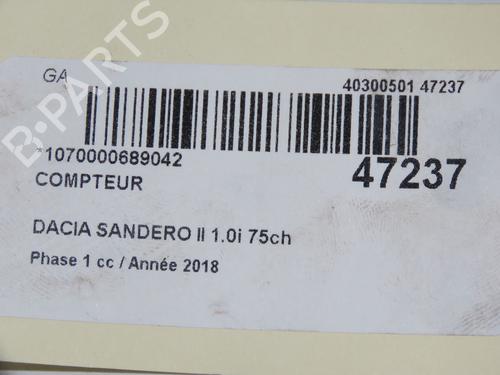 GA
40300501 47237
*1070000689042
47237
COMPTEUR
DACIA SANDERO II 1.0i 75ch
Phase 1 cc / Année 2018
B-PARTS